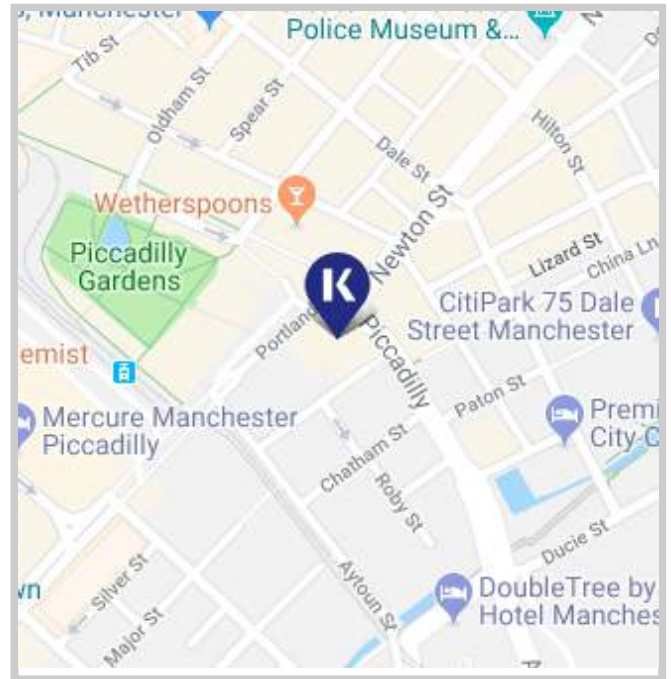 Manchester
Police Museum &...
Tib St
Oldham St
Spear St
Dale St
Hilton St
Wetherspoons
Newton St
Lizard St
China Ln
Piccadilly
Gardens
K
Portland
Piccadilly
CitiPark 75 Dale
Street Manchester
emist
Paton St
Mercure Manchester
Piccadilly
Premi
City C
Chatham St
Roby St
Ducie St
Silver St
Aytoun St
DoubleTree by
Hotel Manches
wn
Major St